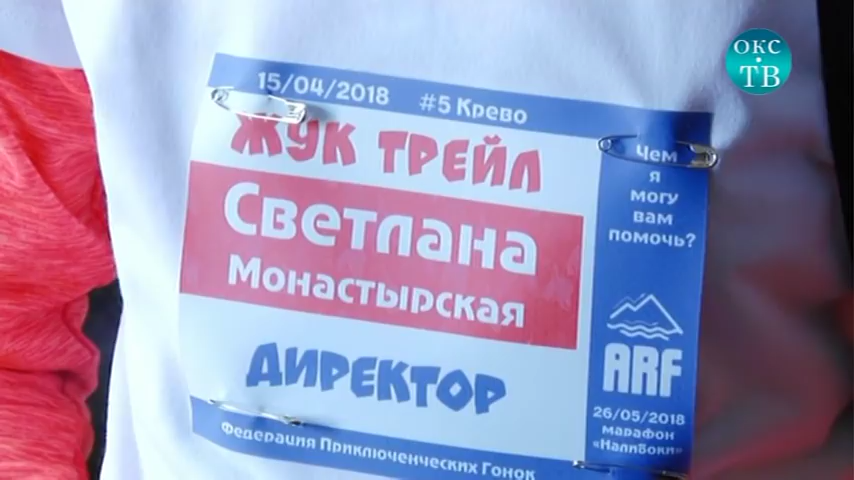 ОКС
ТВ
15/04/2018 #5 Крево
ЖУК ТРЕЙЛ
СВЕТЛАНА
МОНАСТЫРСКАЯ
ДИРЕКТОР
Федерация Приключенческих Гонок
Чем
я
могу
вам
помочь?
ARF
26/05/2018
марафон
«Налибоки»